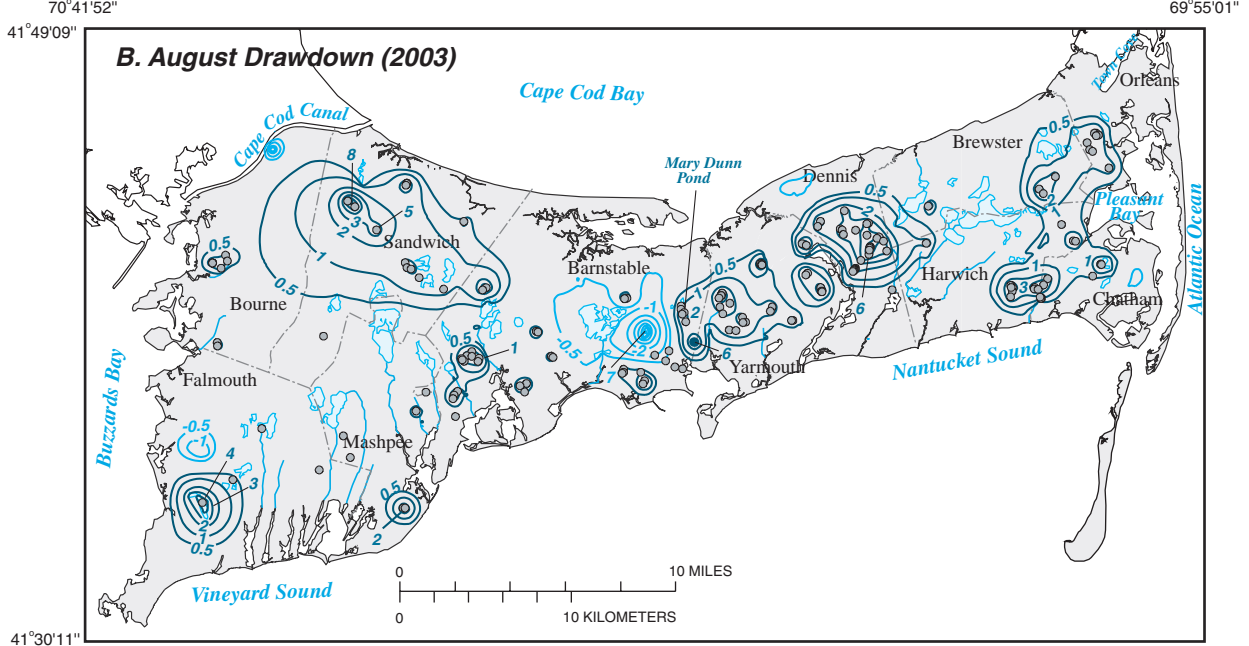 70°41'52"
69°55'01"
41°49'09"
B. August Drawdown (2003)
Cape Cod Bay
Town Cove
Orleans
Cape Cod Canal
0.5
Brewster
8
Mary Dunn
Pond
Dennis
0.5
3
5
2
2
Pleasant
Bay
1
2
Sandwich
0.5
1
2
Atlantic Ocean
0.5
Barnstable
0.5
1
1
Harwich
0.5
-1
1
3
Chatham
Bourne
2
6
0.5
1
-0.5
-2
6
Nantucket Sound
Yarmouth
Falmouth
-7
Buzzards Bay
-0.5
-1
Mashpee
4
3
0.5
2
1
2
0.5
Vineyard Sound
0
10 MILES
0
10 KILOMETERS
41°30'11"